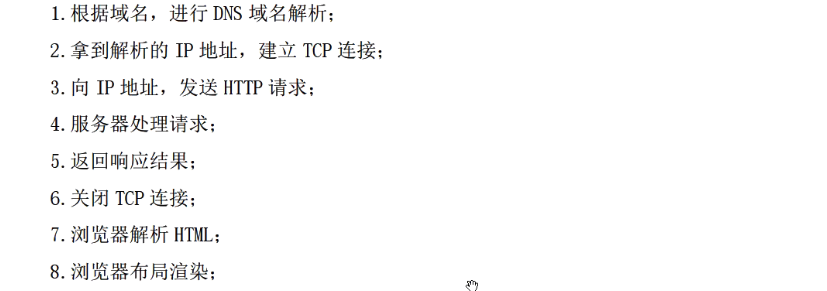 1.根据域名，进行 DNS 域名解析；
2.拿到解析的 IP 地址，建立 TCP 连接；
3.向 IP 地址，发送 HTTP 请求；
4.服务器处理请求；
5.返回响应结果；
6.关闭 TCP 连接；
7.浏览器解析 HTML；
8.浏览器布局渲染；